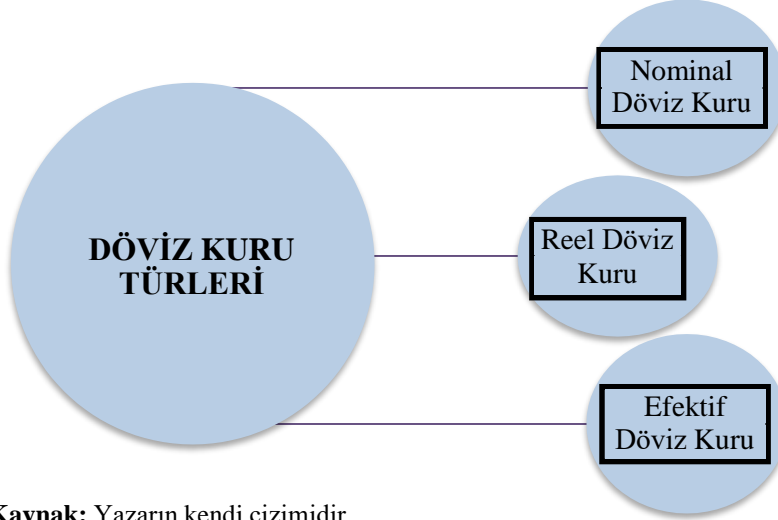 Nominal
Döviz Kuru
DÖVİZ KURU
TÜRLERİ
Reel Döviz
Kuru
Efektif
Döviz Kuru
Kaynak: Yazarın kendi çizimidir